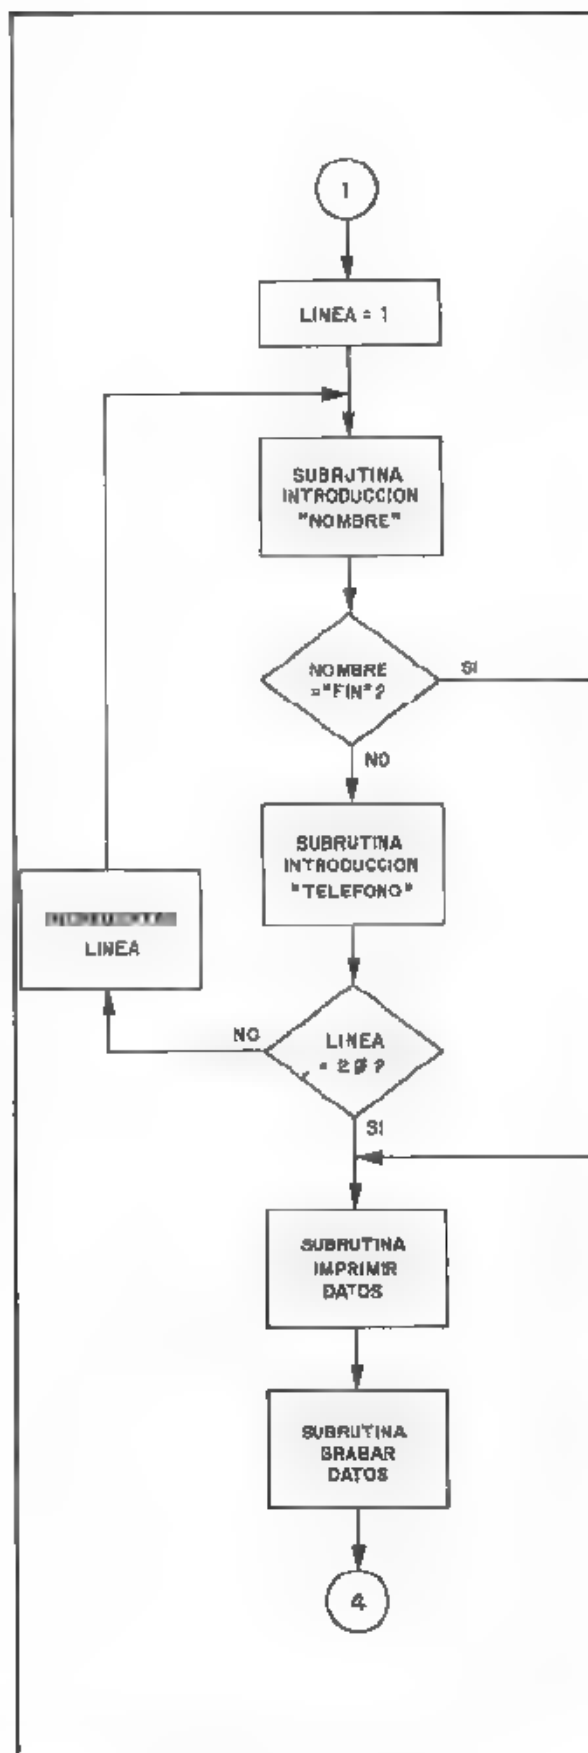 1
LINEA = 1
SUBRUTINA
INTRODUCCION
"NOMBRE"
NOMBRE
="FIN"?
SI
NO
SUBRUTINA
INTRODUCCION
"TELEFONO"
LINEA
LINEA
= 20?
NO
SI
SUBRUTINA
IMPRIMIR
DATOS
SUBRUTINA
GRABAR
DATOS
4